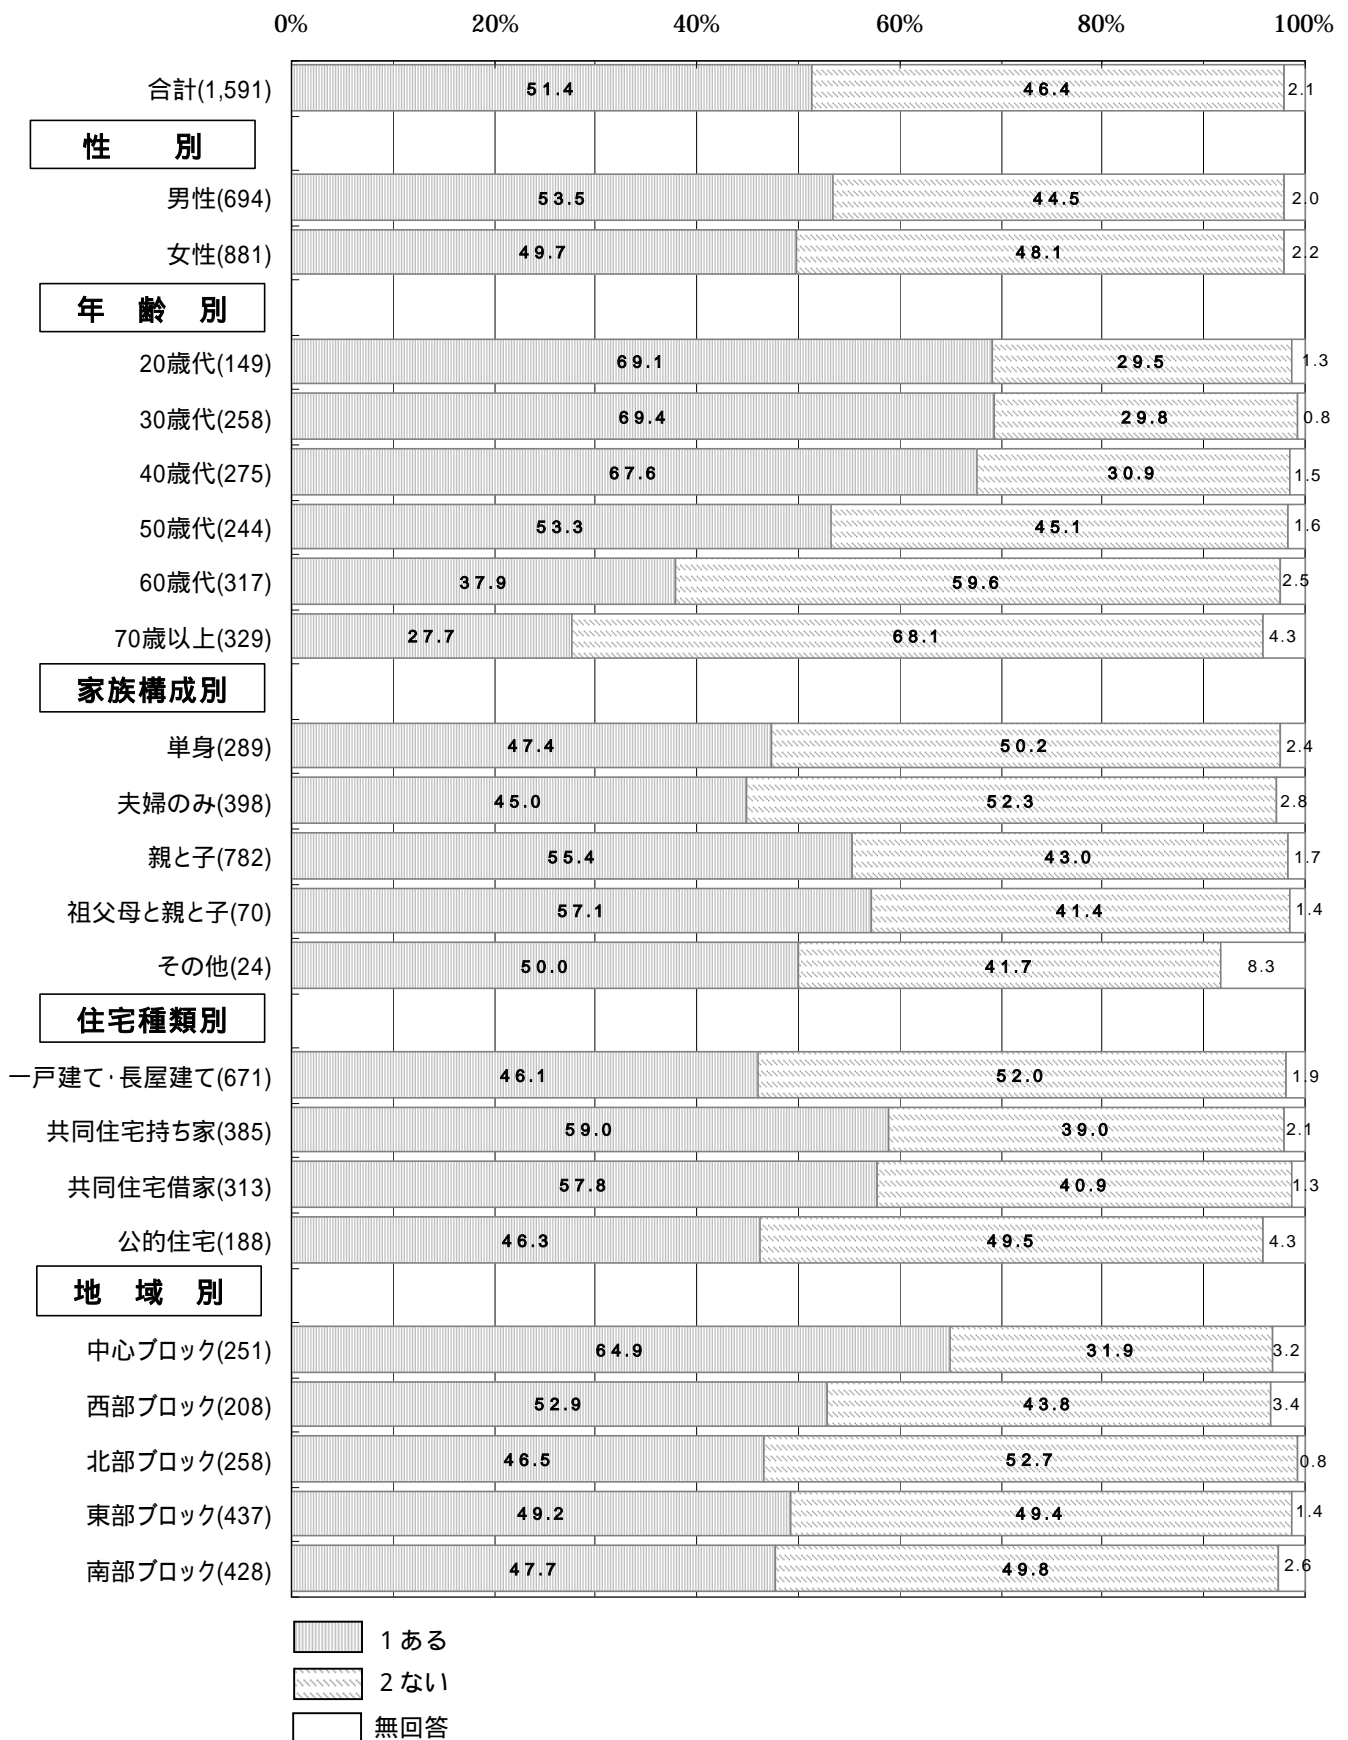 0% 20% 40% 60% 80% 100%
合計(1,591) 51.4 46.4 2.1
性 別
男性(694) 53.5 44.5 2.0
女性(881) 49.7 48.1 2.2
年 齢 別
20歳代(149) 69.1 29.5 1.3
30歳代(258) 69.4 29.8 0.8
40歳代(275) 67.6 30.9 1.5
50歳代(244) 53.3 45.1 1.6
60歳代(317) 37.9 59.6 2.5
70歳以上(329) 27.7 68.1 4.3
家族構成別
単身(289) 47.4 50.2 2.4
夫婦のみ(398) 45.0 52.3 2.8
親と子(782) 55.4 43.0 1.7
祖父母と親と子(70) 57.1 41.4 1.4
その他(24) 50.0 41.7 8.3
住宅種類別
一戸建て・長屋建て(671) 46.1 52.0 1.9
共同住宅持ち家(385) 59.0 39.0 2.1
共同住宅借家(313) 57.8 40.9 1.3
公的住宅(188) 46.3 49.5 4.3
地 域 別
中心ブロック(251) 64.9 31.9 3.2
西部ブロック(208) 52.9 43.8 3.4
北部ブロック(258) 46.5 52.7 0.8
東部ブロック(437) 49.2 49.4 1.4
南部ブロック(428) 47.7 49.8 2.6
1 ある
2 ない
無回答